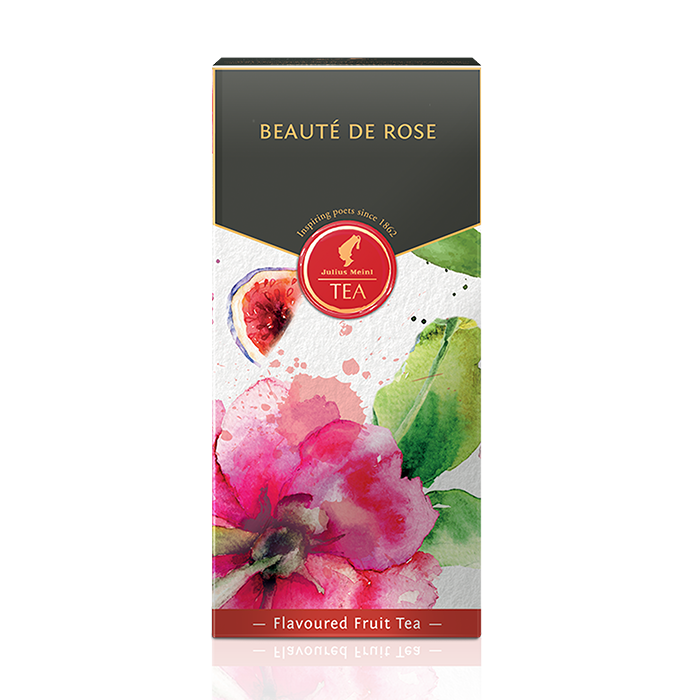 BEAUTÉ DE ROSE
Inspiring poets since 1862
Julius Meinl
TEA
— Flavoured Fruit Tea —